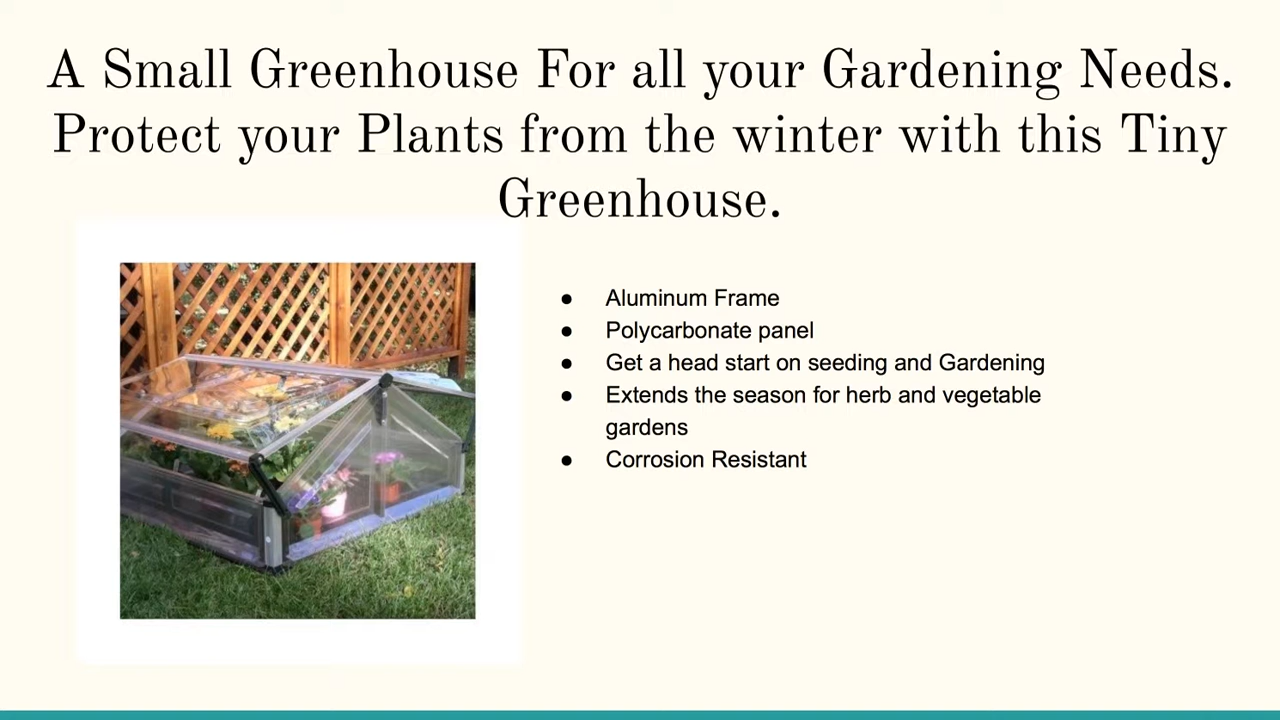 A Small Greenhouse For all your Gardening Needs.
Protect your Plants from the winter with this Tiny
Greenhouse.
● Aluminum Frame
● Polycarbonate panel
● Get a head start on seeding and Gardening
● Extends the season for herb and vegetable
gardens
● Corrosion Resistant